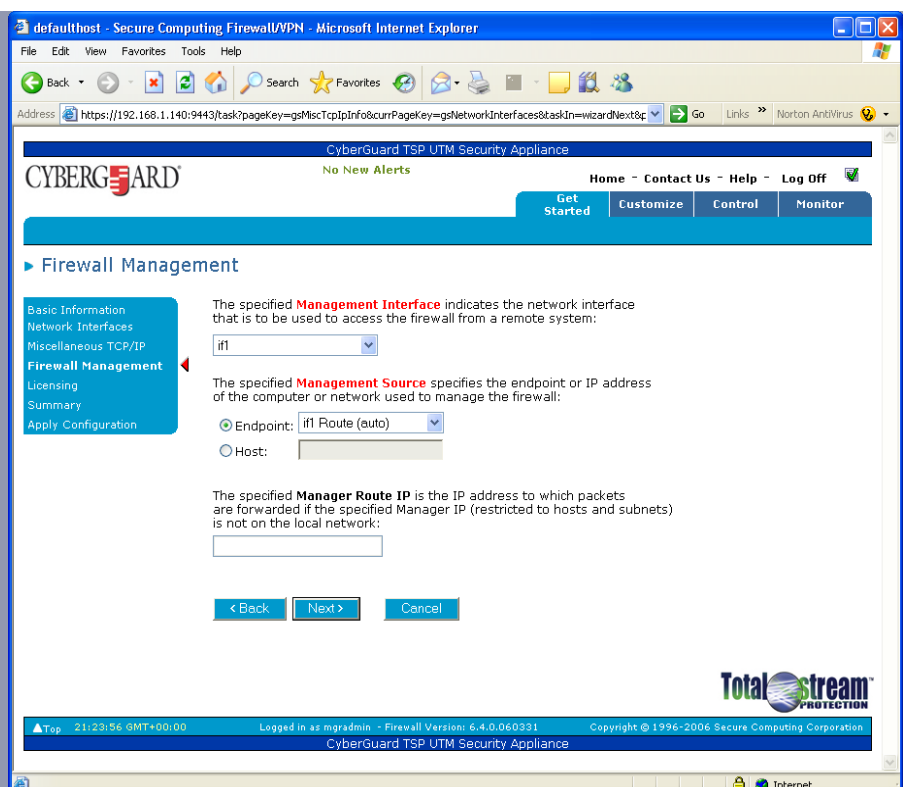 defaulthost - Secure Computing Firewall/VPN - Microsoft Internet Explorer
File Edit View Favorites Tools Help
Back Search Favorites
Address https://192.168.1.140:9443/task?pageKey=gsMiscTcpIpInfo&currPageKey=gsNetworkInterfaces&taskIn=wizardNext&p Go Links » Norton AntiVirus
CyberGuard TSP UTM Security Appliance
CYBERGUARD
No New Alerts
Home - Contact Us - Help - Log Off
Get Started Customize Control Monitor
Firewall Management
Basic Information
Network Interfaces
Miscellaneous TCP/IP
Firewall Management
Licensing
Summary
Apply Configuration
The specified Management Interface indicates the network interface
that is to be used to access the firewall from a remote system:
if1
The specified Management Source specifies the endpoint or IP address
of the computer or network used to manage the firewall:
Endpoint: if1 Route (auto)
Host:
The specified Manager Route IP is the IP address to which packets
are forwarded if the specified Manager IP (restricted to hosts and subnets)
is not on the local network:
< Back Next > Cancel
Total stream™
PROTECTION
Top 21:23:56 GMT+00:00 Logged in as mgradmin - Firewall Version: 6.4.0.060331 Copyright © 1996-2006 Secure Computing Corporation
CyberGuard TSP UTM Security Appliance
Internet